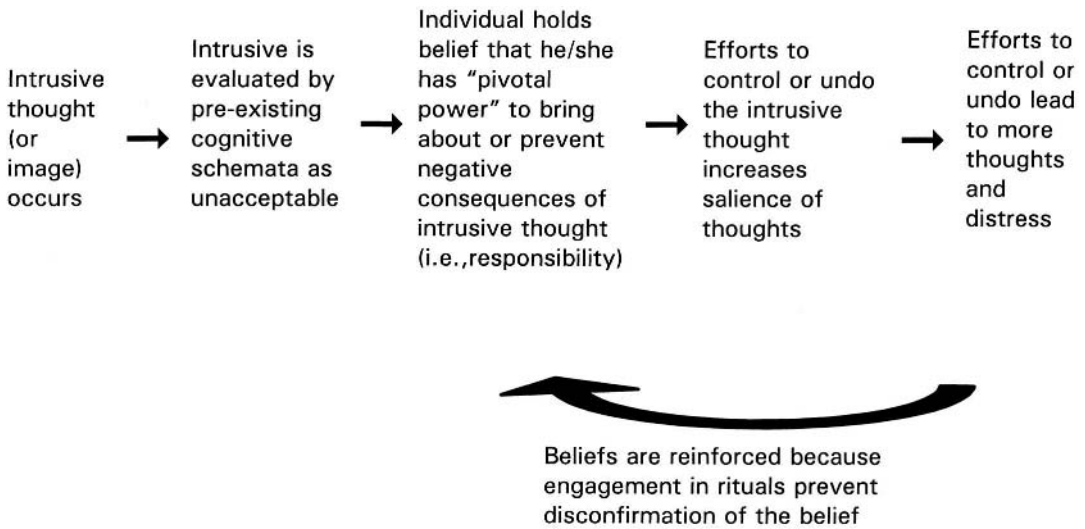 Intrusive
thought
(or
image)
occurs
Intrusive is
evaluated by
pre-existing
cognitive
schemata as
unacceptable
Individual holds
belief that he/she
has “pivotal
power” to bring
about or prevent
negative
consequences of
intrusive thought
(i.e.,responsibility)
Efforts to
control or undo
the intrusive
thought
increases
salience of
thoughts
Efforts to
control or
undo lead
to more
thoughts
and
distress
Beliefs are reinforced because
engagement in rituals prevent
disconfirmation of the belief